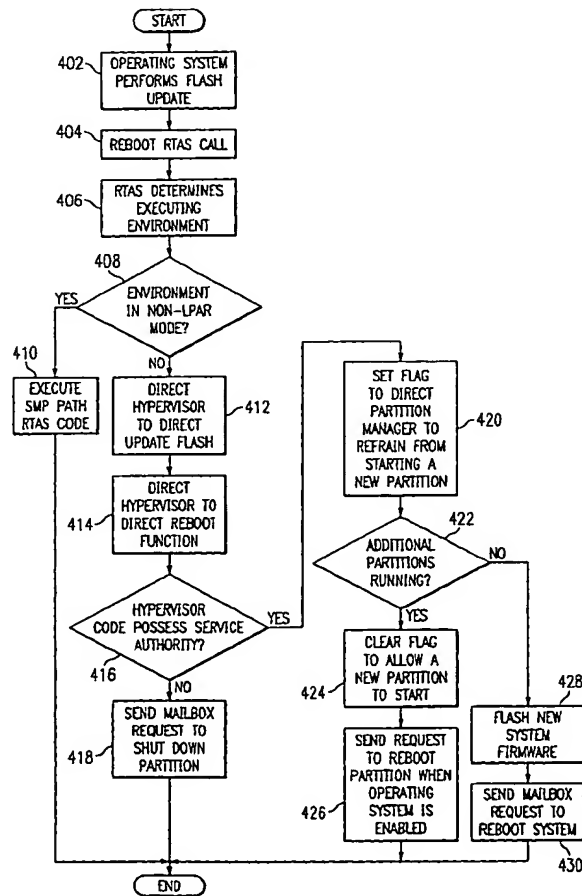 START
402
OPERATING SYSTEM
PERFORMS FLASH
UPDATE
404
REBOOT RTAS CALL
406
RTAS DETERMINES
EXECUTING
ENVIRONMENT
408
YES
ENVIRONMENT
IN NON-LPAR
MODE?
NO
410
EXECUTE
SMP PATH
RTAS CODE
DIRECT
HYPERVISOR
TO DIRECT
UPDATE FLASH
412
414
DIRECT
HYPERVISOR TO
DIRECT REBOOT
FUNCTION
HYPERVISOR
CODE POSSESS SERVICE
AUTHORITY?
YES
416
NO
418
SEND MAILBOX
REQUEST TO
SHUT DOWN
PARTITION
SET FLAG
TO DIRECT
PARTITION
MANAGER TO
REFRAIN FROM
STARTING A
NEW PARTITION
420
422
ADDITIONAL
PARTITIONS
RUNNING?
NO
YES
CLEAR FLAG
TO ALLOW A
NEW PARTITION
TO START
424
SEND REQUEST
TO REBOOT
PARTITION WHEN
OPERATING
SYSTEM IS
ENABLED
426
428
FLASH NEW
SYSTEM
FIRMWARE
SEND MAILBOX
REQUEST TO
REBOOT SYSTEM
430
END